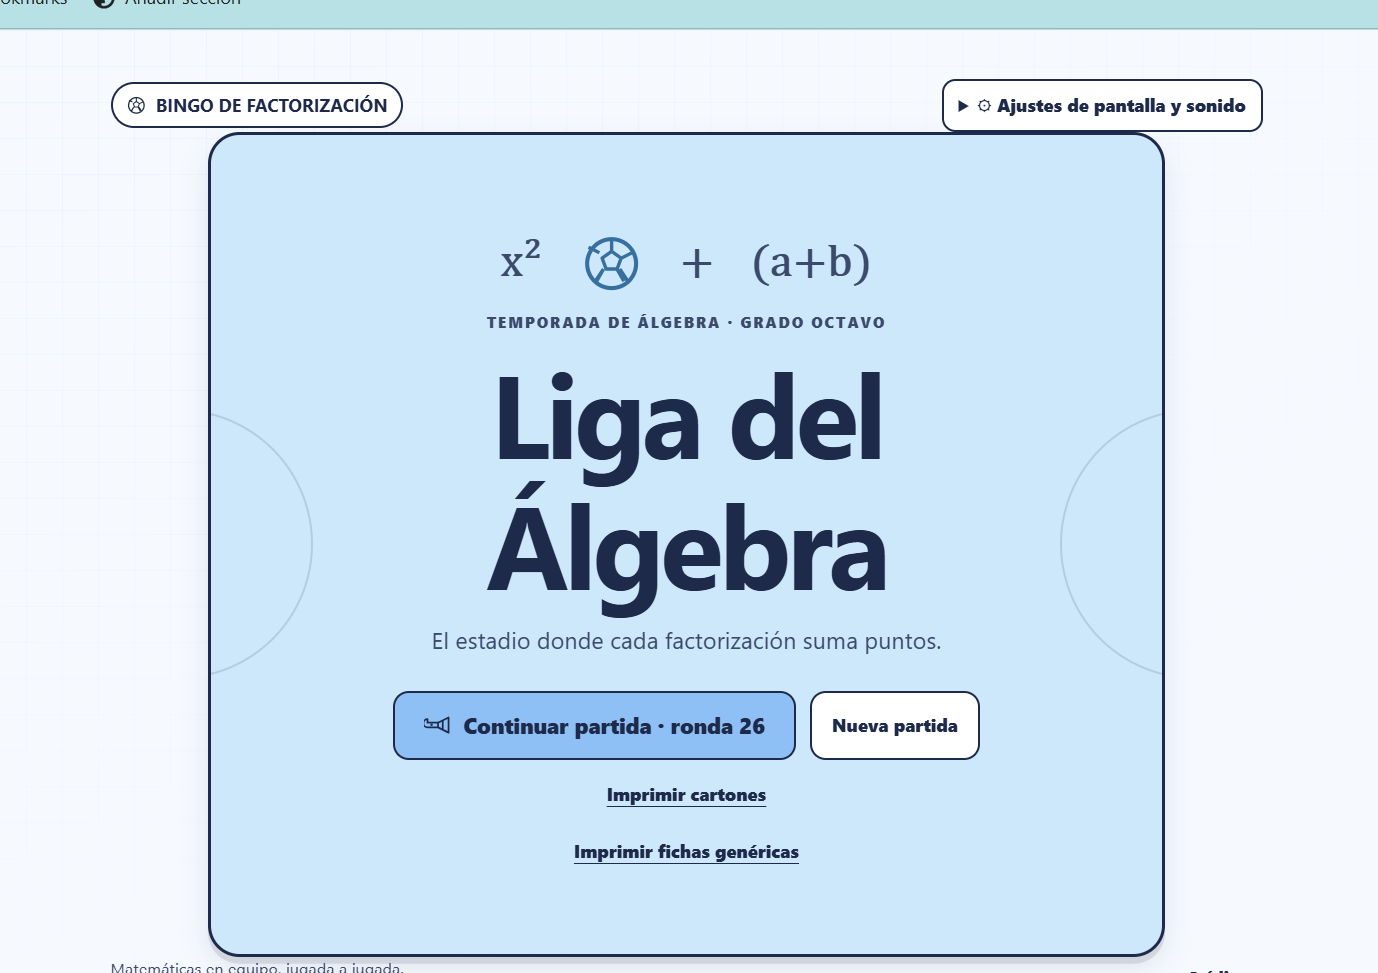 Añadir sección
BINGO DE FACTORIZACIÓN
Ajustes de pantalla y sonido
x² + (a+b)
TEMPORADA DE ÁLGEBRA · GRADO OCTAVO
Liga del
Álgebra
El estadio donde cada factorización suma puntos.
Continuar partida · ronda 26
Nueva partida
Imprimir cartones
Imprimir fichas genéricas
Matemáticas en equipo, jugada a jugada.